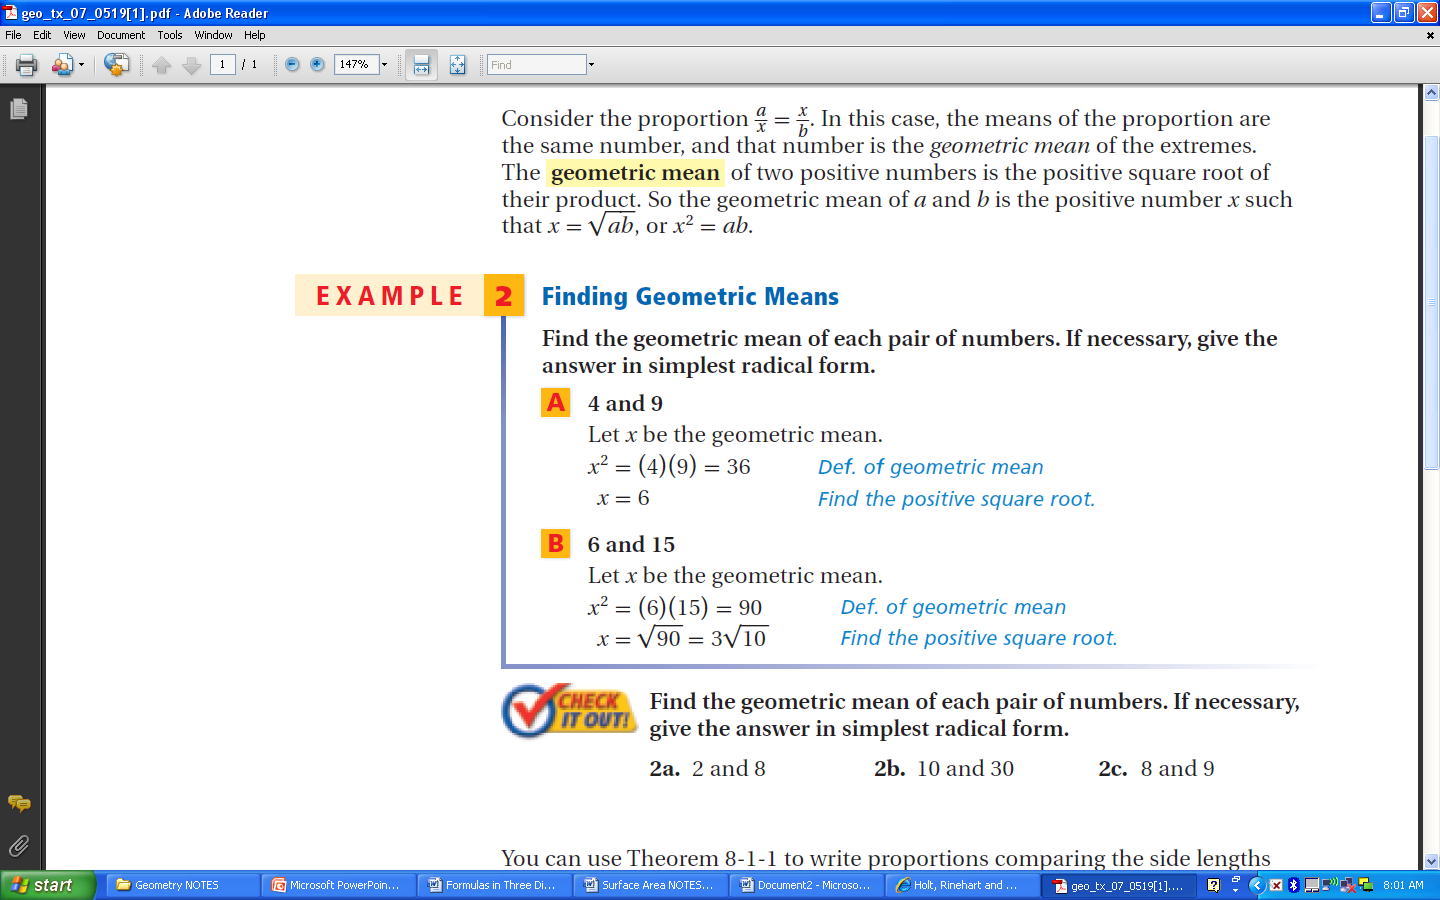 geo_tx_07_0519[1].pdf - Adobe Reader
File Edit View Document Tools Window Help
1 / 1 147% Find
Consider the proportion a/x = x/b. In this case, the means of the proportion are
the same number, and that number is the geometric mean of the extremes.
The geometric mean of two positive numbers is the positive square root of
their product. So the geometric mean of a and b is the positive number x such
that x = √ab, or x² = ab.
EXAMPLE 2 Finding Geometric Means
Find the geometric mean of each pair of numbers. If necessary, give the
answer in simplest radical form.
A 4 and 9
Let x be the geometric mean.
x² = (4)(9) = 36 Def. of geometric mean
x = 6 Find the positive square root.
B 6 and 15
Let x be the geometric mean.
x² = (6)(15) = 90 Def. of geometric mean
x = √90 = 3√10 Find the positive square root.
CHECK IT OUT! Find the geometric mean of each pair of numbers. If necessary,
give the answer in simplest radical form.
2a. 2 and 8 2b. 10 and 30 2c. 8 and 9
You can use Theorem 8-1-1 to write proportions comparing the side lengths
start Geometry NOTES Microsoft PowerPoin... Formulas in Three Di... Surface Area NOTES... Document2 - Microso... Holt, Rinehart and ... geo_tx_07_0519[1].... 8:01 AM